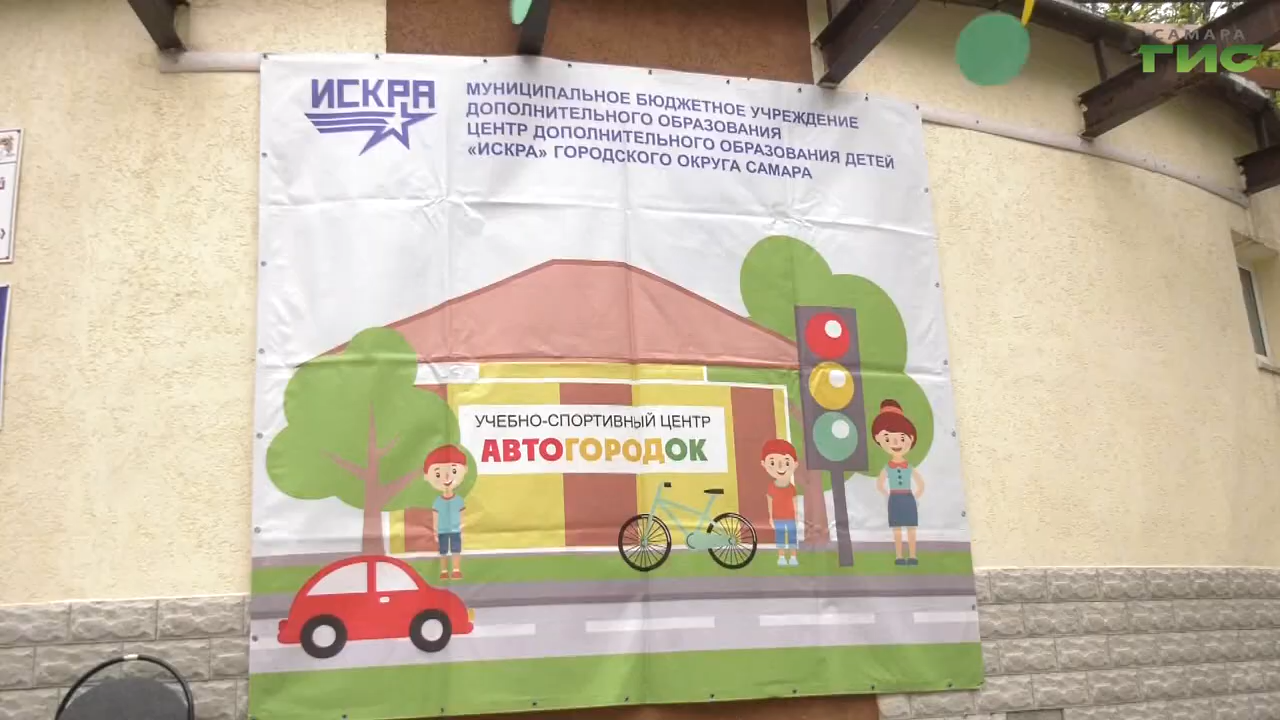 САМАРА
ГИС
ИСКРА
МУНИЦИПАЛЬНОЕ БЮДЖЕТНОЕ УЧРЕЖДЕНИЕ
ДОПОЛНИТЕЛЬНОГО ОБРАЗОВАНИЯ
ЦЕНТР ДОПОЛНИТЕЛЬНОГО ОБРАЗОВАНИЯ ДЕТЕЙ
«ИСКРА» ГОРОДСКОГО ОКРУГА САМАРА
УЧЕБНО-СПОРТИВНЫЙ ЦЕНТР
АВТОГОРОДОК